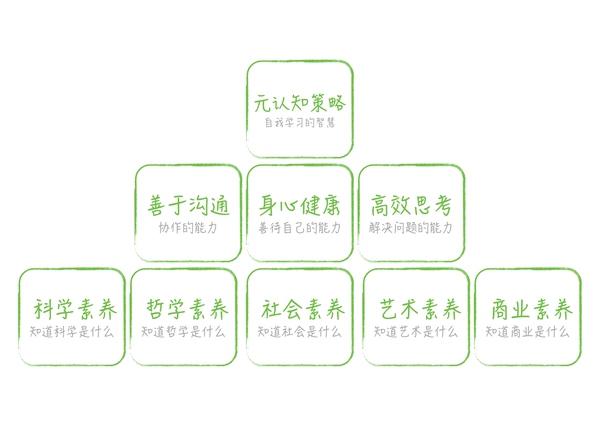 元认知策略
自我学习的智慧
善于沟通
协作的能力
身心健康
善待自己的能力
高效思考
解决问题的能力
科学素养
知道科学是什么
哲学素养
知道哲学是什么
社会素养
知道社会是什么
艺术素养
知道艺术是什么
商业素养
知道商业是什么